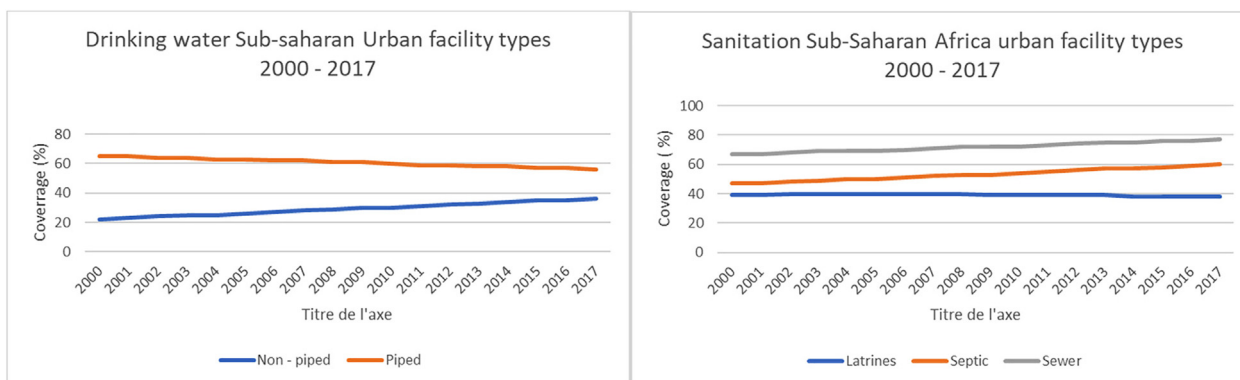 Drinking water Sub-saharan Urban facility types
2000 - 2017
Coverrage (%)
80
60
40
20
0
2000 2001 2002 2003 2004 2005 2006 2007 2008 2009 2010 2011 2012 2013 2014 2015 2016 2017
Titre de l'axe
Non - piped Piped
Sanitation Sub-Saharan Africa urban facility types
2000 - 2017
Coverage ( %)
100
80
60
40
20
0
2000 2001 2002 2003 2004 2005 2006 2007 2008 2009 2010 2011 2012 2013 2014 2015 2016 2017
Titre de l'axe
Latrines Septic Sewer